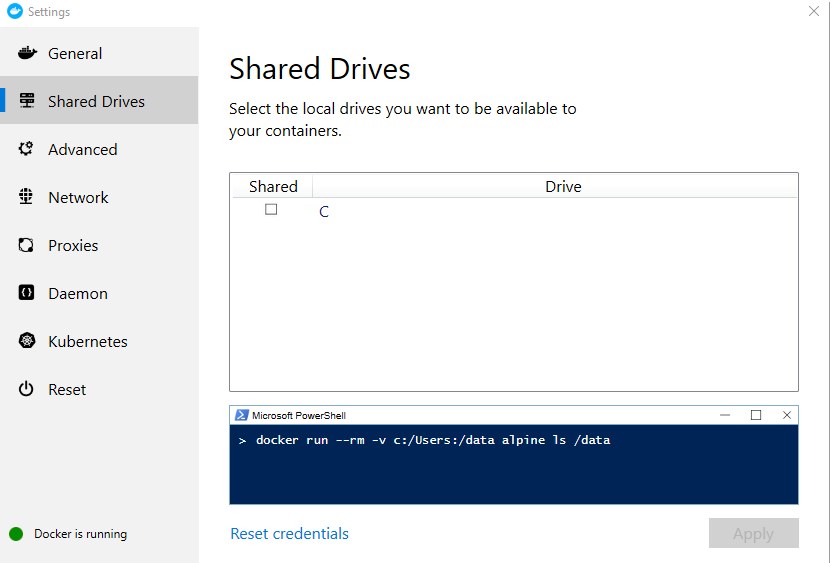 Settings
General
Shared Drives
Advanced
Network
Proxies
Daemon
Kubernetes
Reset
Docker is running
Shared Drives
Select the local drives you want to be available to
your containers.
Shared Drive
C
Microsoft PowerShell
> docker run --rm -v c:/Users:/data alpine ls /data
Reset credentials
Apply